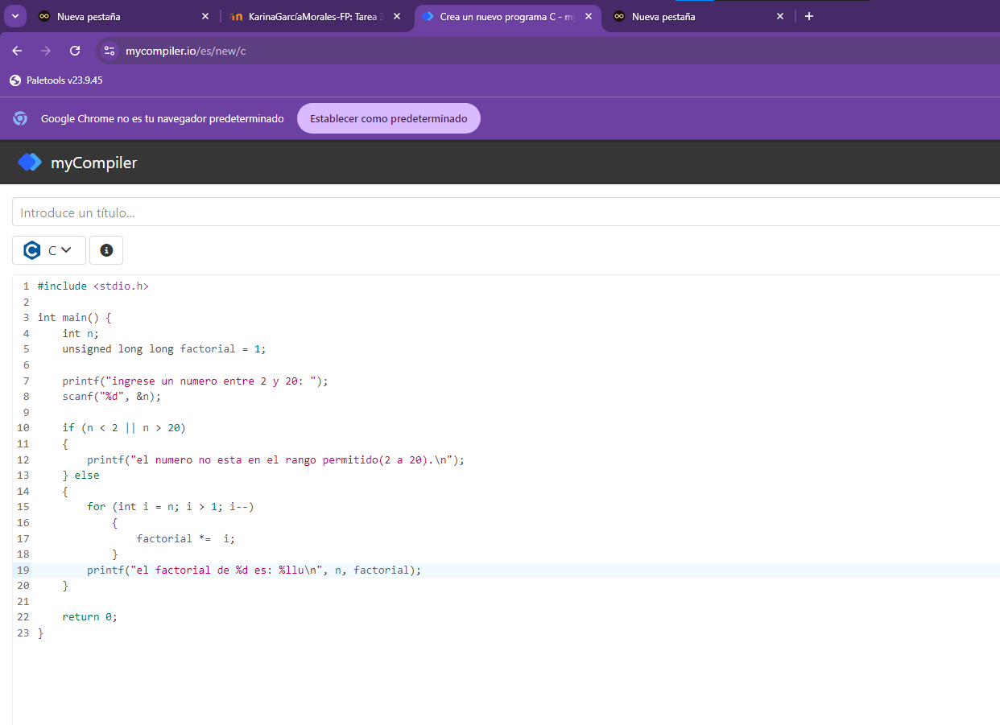 Nueva pestaña
KarinaGarcíaMorales-FP: Tarea
Crea un nuevo programa C - my
Nueva pestaña
mycompiler.io/es/new/c
Paletools v23.9.45
Google Chrome no es tu navegador predeterminado
Establecer como predeterminado
myCompiler
Introduce un título...
C
1 #include <stdio.h>
2
3 int main() {
4     int n;
5     unsigned long long factorial = 1;
6
7     printf("ingrese un numero entre 2 y 20: ");
8     scanf("%d", &n);
9
10     if (n < 2 || n > 20)
11     {
12         printf("el numero no esta en el rango permitido(2 a 20).\n");
13     } else
14     {
15         for (int i = n; i > 1; i--)
16             {
17                 factorial *=  i;
18             }
19         printf("el factorial de %d es: %llu\n", n, factorial);
20     }
21
22     return 0;
23 }